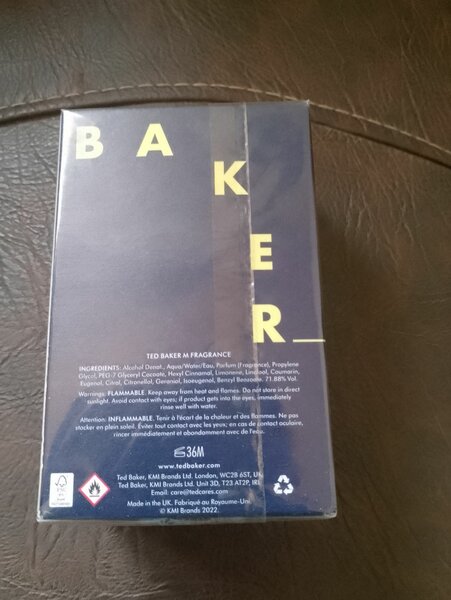 B A
K
E
R_
TED BAKER M FRAGRANCE
INGREDIENTS: Alcohol Denat., Aqua/Water/Eau, Parfum (Fragrance), Propylene
Glycol, PEG-7 Glyceryl Cocoate, Hexyl Cinnamal, Limonene, Linalool, Coumarin,
Eugenol, Citral, Citronellol, Geraniol, Isoeugenol, Benzyl Benzoate. 71.88% Vol.
Warnings: FLAMMABLE. Keep away from heat and flames. Do not store in direct
sunlight. Avoid contact with eyes; if product gets into the eyes, immediately
rinse well with water.
Attention: INFLAMMABLE. Tenir à l'écart de la chaleur et des flammes. Ne pas
stocker en plein soleil. Éviter tout contact avec les yeux; en cas de contact oculaire,
rincer immédiatement et abondamment avec de l'eau.
36M
www.tedbaker.com
Ted Baker, KMI Brands Ltd. London, WC2B 6ST, UK
Ted Baker, KMI Brands Ltd. Unit 3D, T23 AT2P, IRL
Email: care@tedcares.com
Made in the UK. Fabriqué au Royaume-Uni.
© KMI Brands 2022.